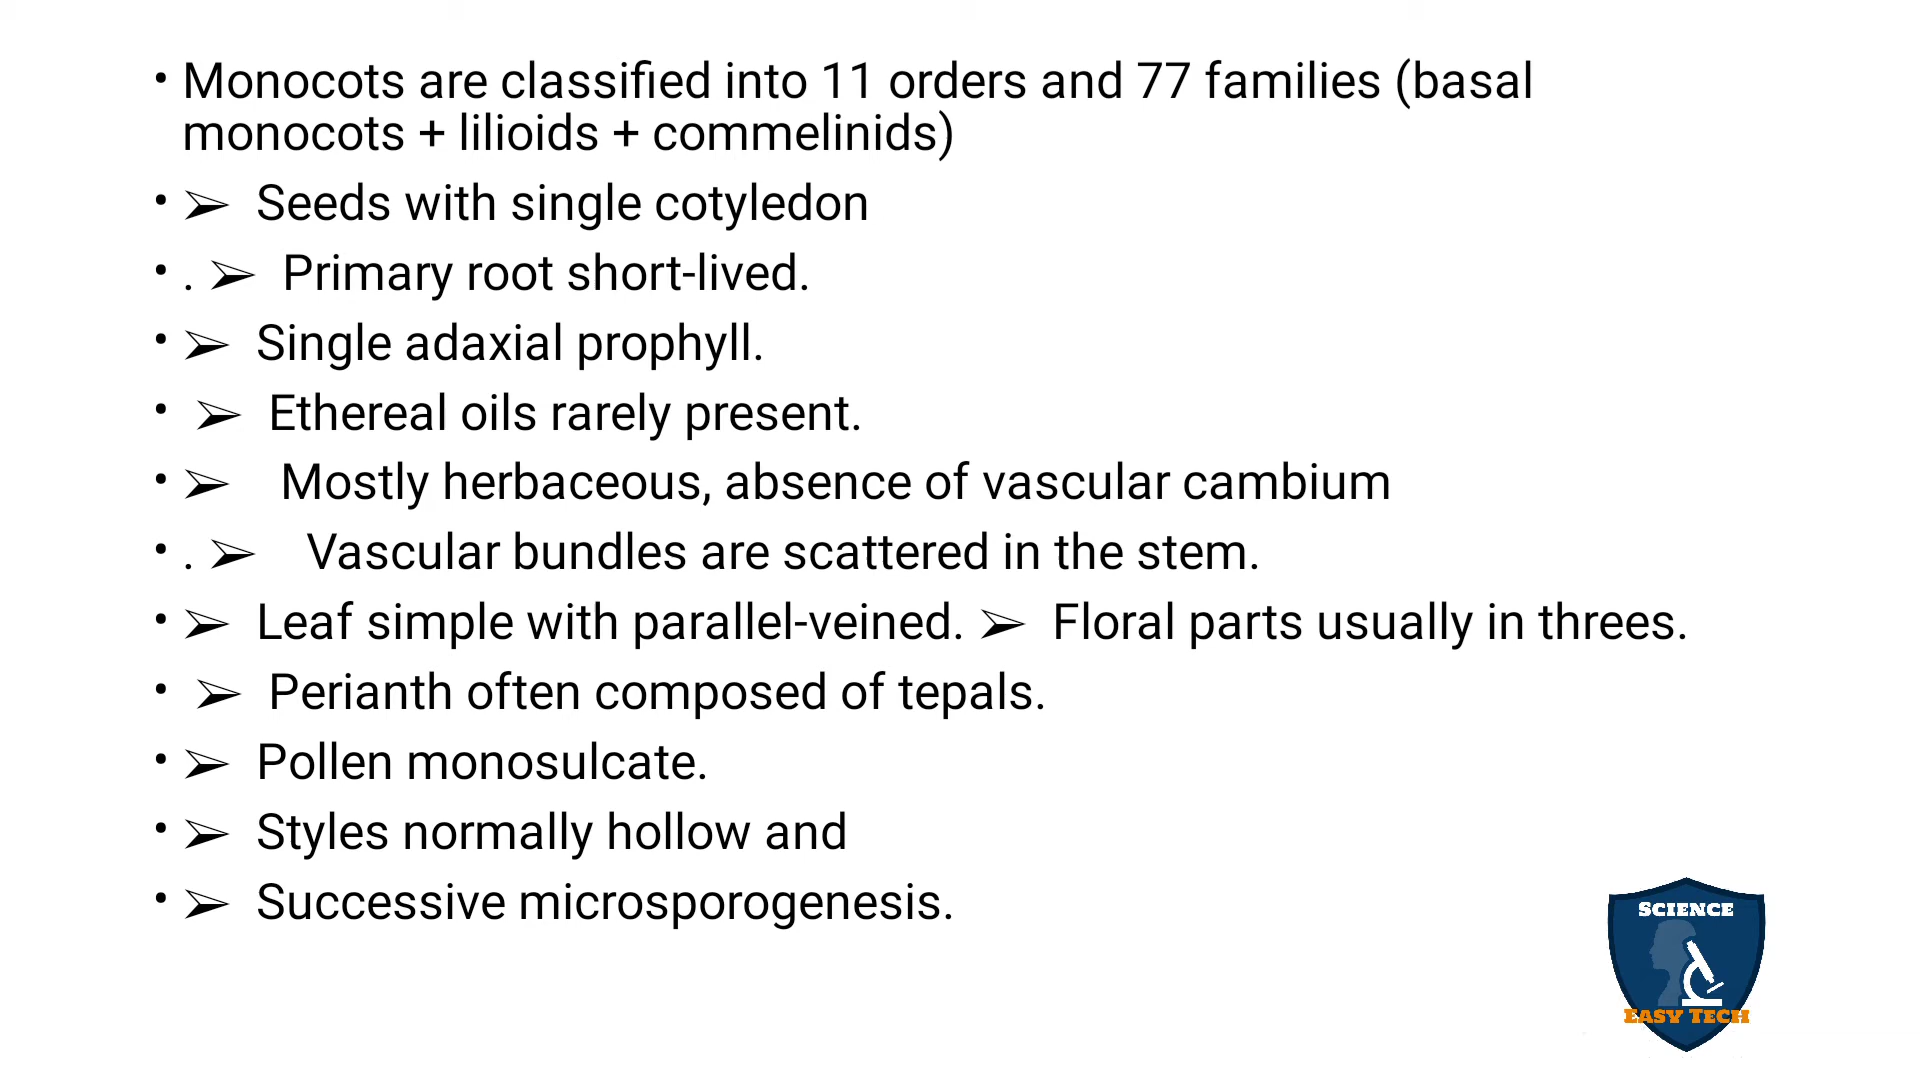 • Monocots are classified into 11 orders and 77 families (basal
monocots + lilioids + commelinids)
• ➢ Seeds with single cotyledon
• . ➢ Primary root short-lived.
• ➢ Single adaxial prophyll.
• ➢ Ethereal oils rarely present.
• ➢ Mostly herbaceous, absence of vascular cambium
• . ➢ Vascular bundles are scattered in the stem.
• ➢ Leaf simple with parallel-veined. ➢ Floral parts usually in threes.
• ➢ Perianth often composed of tepals.
• ➢ Pollen monosulcate.
• ➢ Styles normally hollow and
• ➢ Successive microsporogenesis.
SCIENCE
EASY TECH